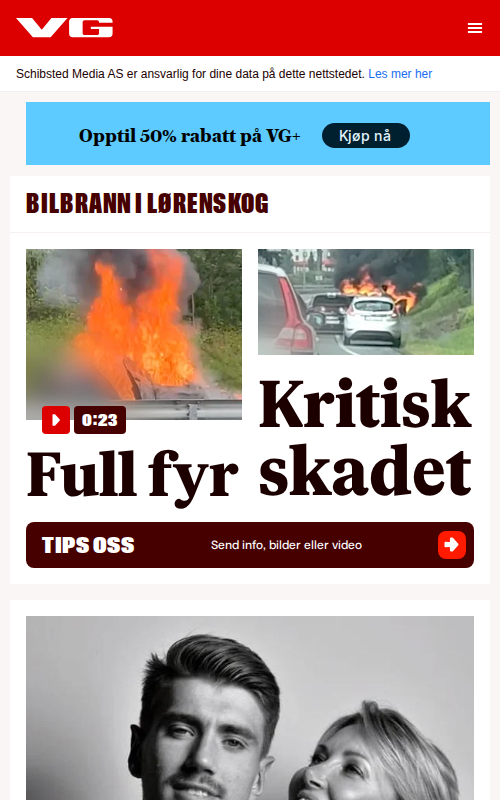 VG
Schibsted Media AS er ansvarlig for dine data på dette nettstedet. Les mer her
Opptil 50% rabatt på VG+
Kjøp nå
BILBRANN I LØRENSKOG
0:23
Full fyr
Kritisk
skadet
TIPS OSS
Send info, bilder eller video